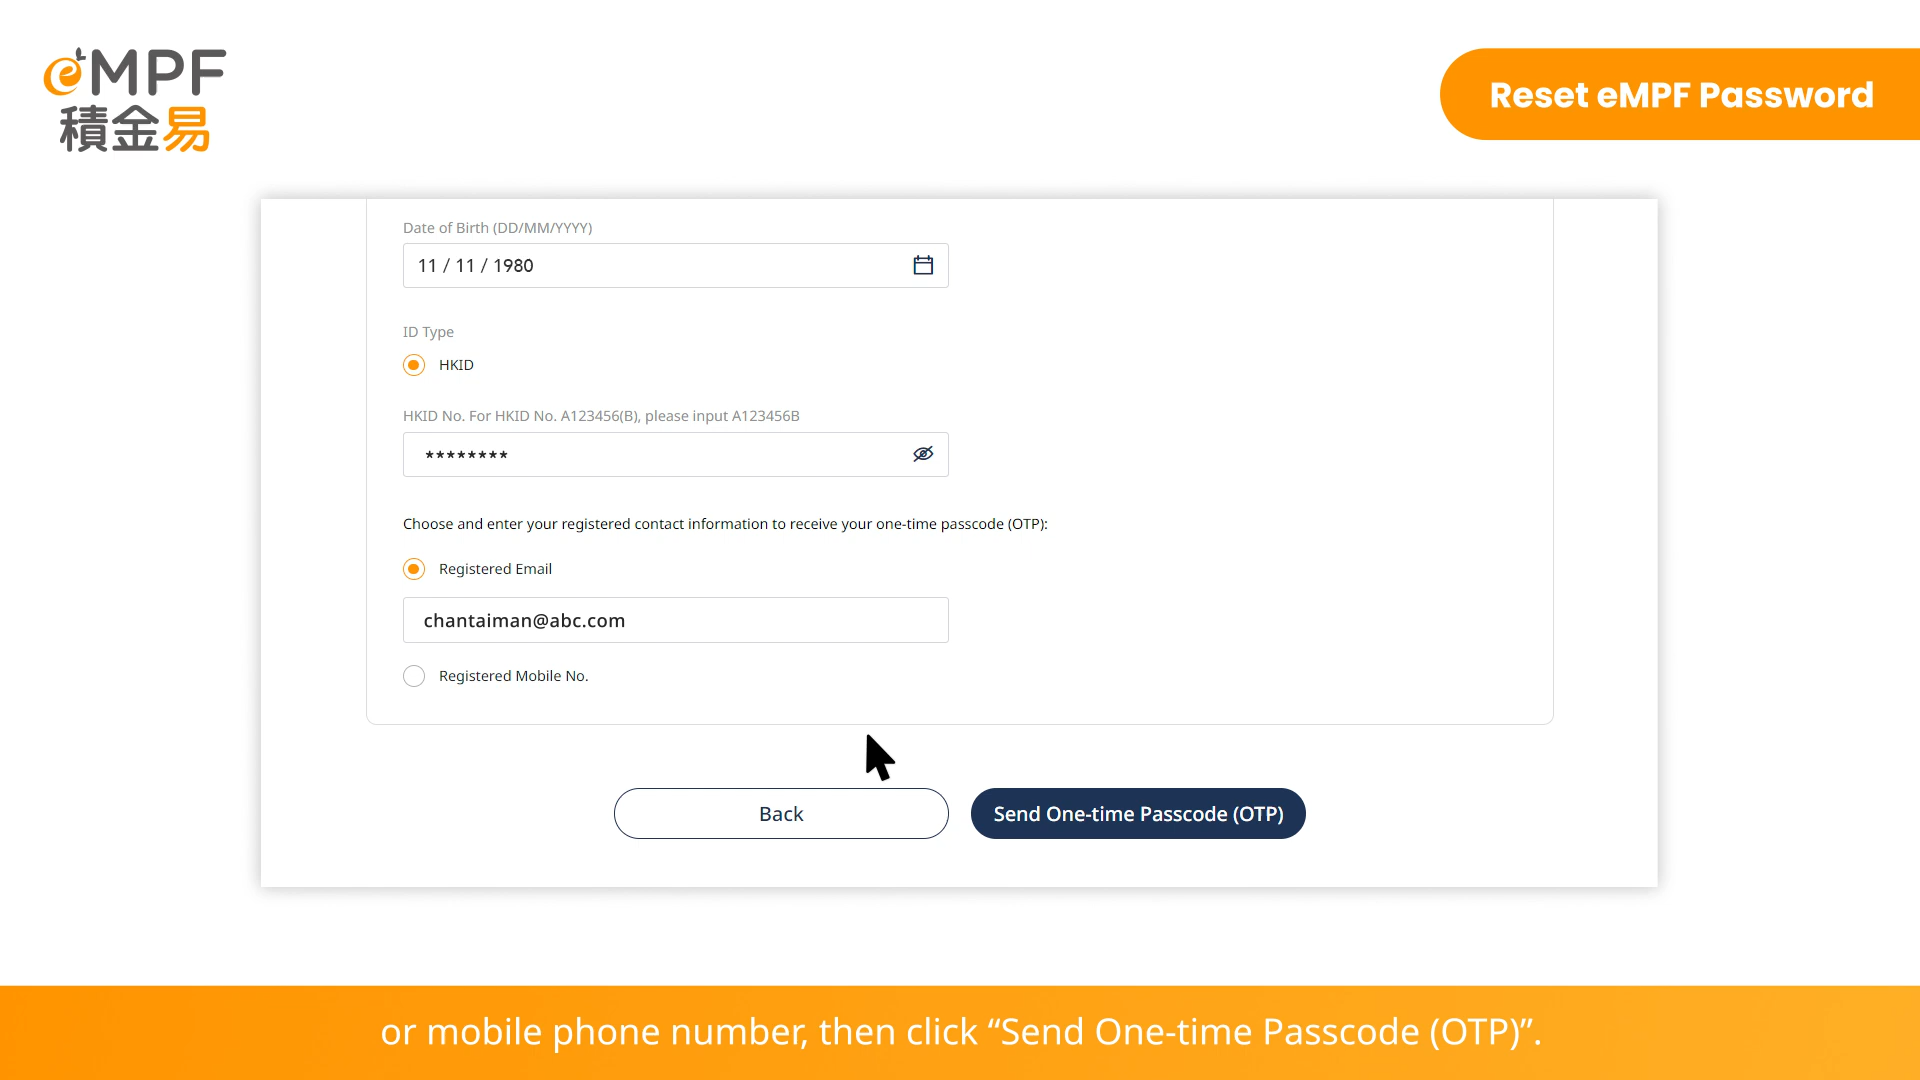 eMPF
積金易
Reset eMPF Password
Date of Birth (DD/MM/YYYY)
11 / 11 / 1980
ID Type
HKID
HKID No. For HKID No. A123456(B), please input A123456B
********
Choose and enter your registered contact information to receive your one-time passcode (OTP):
Registered Email
chantaiman@abc.com
Registered Mobile No.
Back
Send One-time Passcode (OTP)
or mobile phone number, then click “Send One-time Passcode (OTP)”.